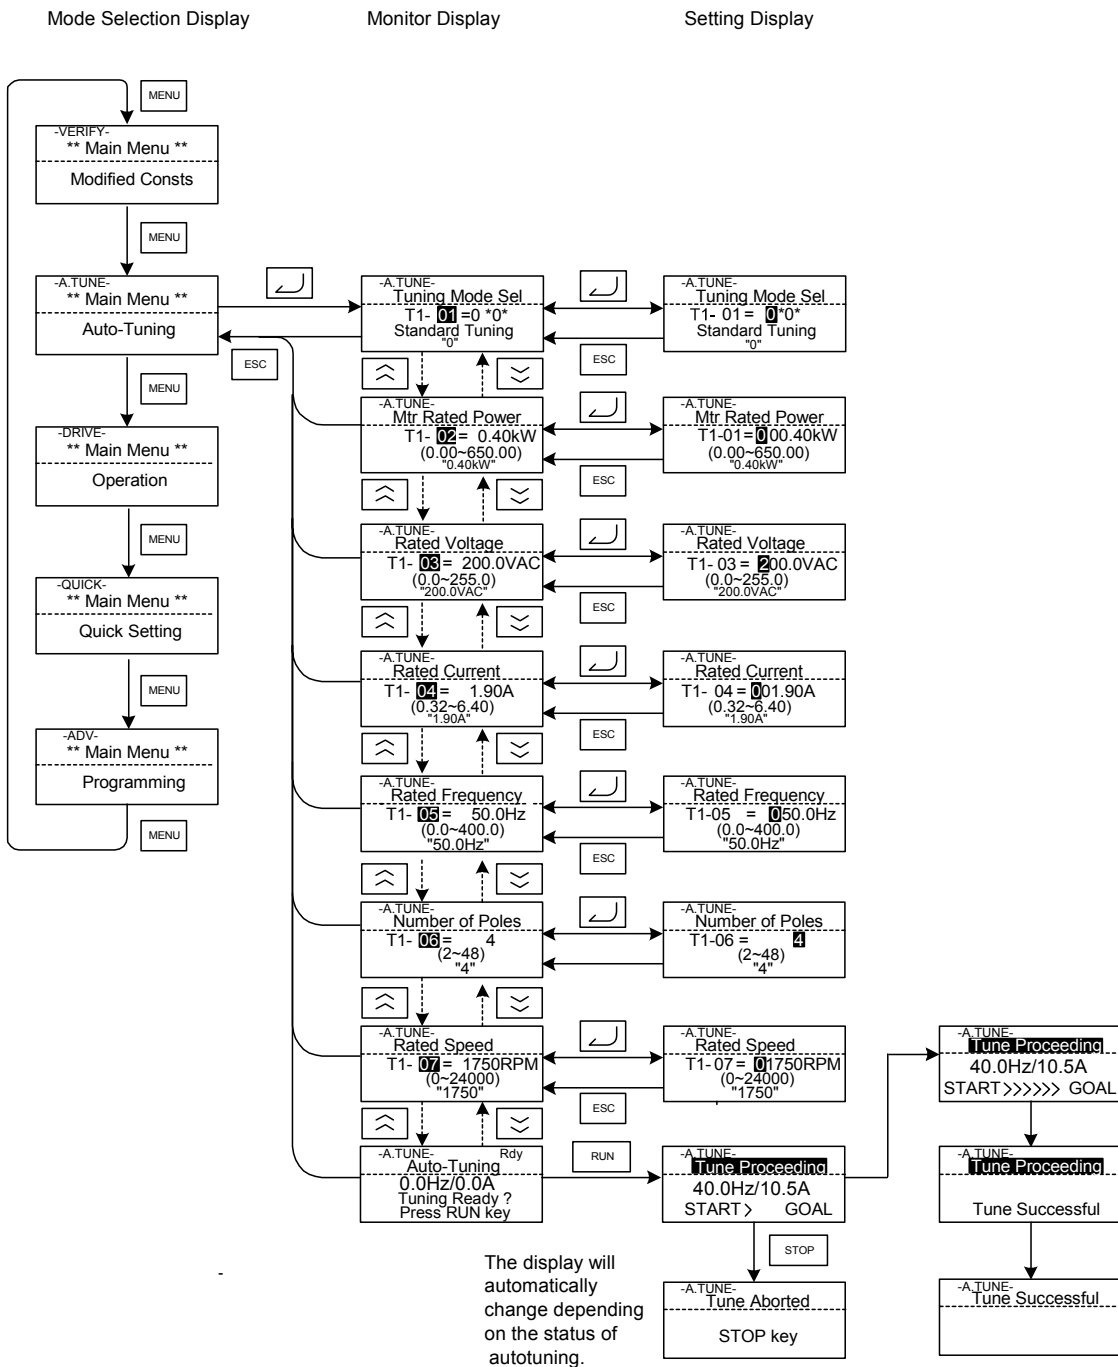 Mode Selection Display
Monitor Display
Setting Display
MENU
-VERIFY-
** Main Menu **
Modified Consts
MENU
-A.TUNE-
** Main Menu **
Auto-Tuning
ESC
MENU
-DRIVE-
** Main Menu **
Operation
MENU
-QUICK-
** Main Menu **
Quick Setting
MENU
-ADV-
** Main Menu **
Programming
MENU
-A.TUNE-
Tuning Mode Sel
T1- 01 =0 *0*
Standard Tuning
"0"
-A.TUNE-
Tuning Mode Sel
T1- 01 = 0*0*
Standard Tuning
"0"
ESC
-A.TUNE-
Mtr Rated Power
T1- 02 = 0.40kW
(0.00~650.00)
"0.40kW"
-A.TUNE-
Mtr Rated Power
T1-01= 000.40kW
(0.00~650.00)
"0.40kW"
ESC
-A.TUNE-
Rated Voltage
T1- 03 = 200.0VAC
(0.0~255.0)
"200.0VAC"
-A.TUNE-
Rated Voltage
T1- 03 = 200.0VAC
(0.0~255.0)
"200.0VAC"
ESC
-A.TUNE-
Rated Current
T1- 04 = 1.90A
(0.32~6.40)
"1.90A"
-A.TUNE-
Rated Current
T1- 04 = 001.90A
(0.32~6.40)
"1.90A"
ESC
-A.TUNE-
Rated Frequency
T1- 05 = 50.0Hz
(0.0~400.0)
"50.0Hz"
-A.TUNE-
Rated Frequency
T1-05 = 050.0Hz
(0.0~400.0)
"50.0Hz"
ESC
-A.TUNE-
Number of Poles
T1- 06 = 4
(2~48)
"4"
-A.TUNE-
Number of Poles
T1-06 = 4
(2~48)
"4"
-A.TUNE-
Rated Speed
T1- 07 = 1750RPM
(0~24000)
"1750"
-A.TUNE-
Rated Speed
T1- 07 = 01750RPM
(0~24000)
"1750"
ESC
-A.TUNE-
Tune Proceeding
40.0Hz/10.5A
START >>>>>> GOAL
-A.TUNE- Rdy
Auto-Tuning
0.0Hz/0.0A
Tuning Ready ?
Press RUN key
RUN
-A.TUNE-
Tune Proceeding
40.0Hz/10.5A
START > GOAL
-A.TUNE-
Tune Proceeding
Tune Successful
STOP
The display will
automatically
change depending
on the status of
autotuning.
-A.TUNE-
Tune Aborted
STOP key
-A.TUNE-
Tune Successful